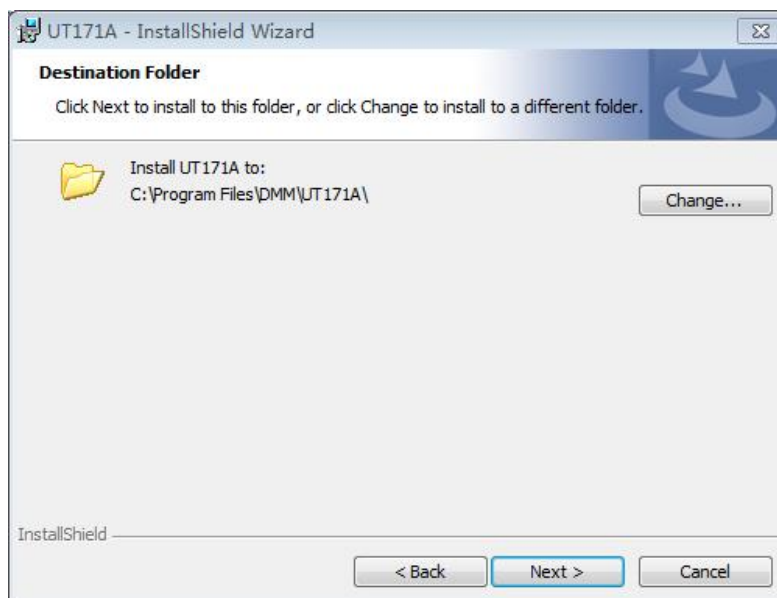 UT171A - InstallShield Wizard
Destination Folder
Click Next to install to this folder, or click Change to install to a different folder.
Install UT171A to:
C:\Program Files\DMM\UT171A\
Change...
InstallShield
< Back
Next >
Cancel